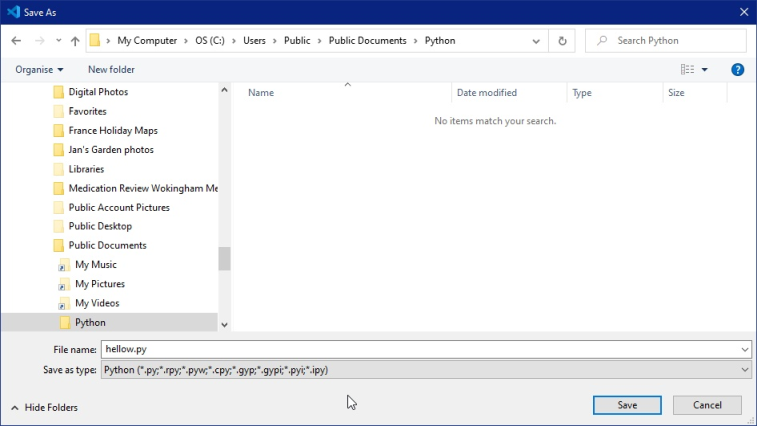 Save As
My Computer > OS (C:) > Users > Public > Public Documents > Python
Search Python
Organise New folder
?
Name Date modified Type Size
No items match your search.
Digital Photos
Favorites
France Holiday Maps
Jan's Garden photos
Libraries
Medication Review Wokingham Me
Public Account Pictures
Public Desktop
Public Documents
My Music
My Pictures
My Videos
Python
File name: hellow.py
Save as type: Python (*.py;*.rpy;*.pyw;*.cpy;*.gyp;*.gypi;*.pyi;*.ipy)
Hide Folders
Save Cancel